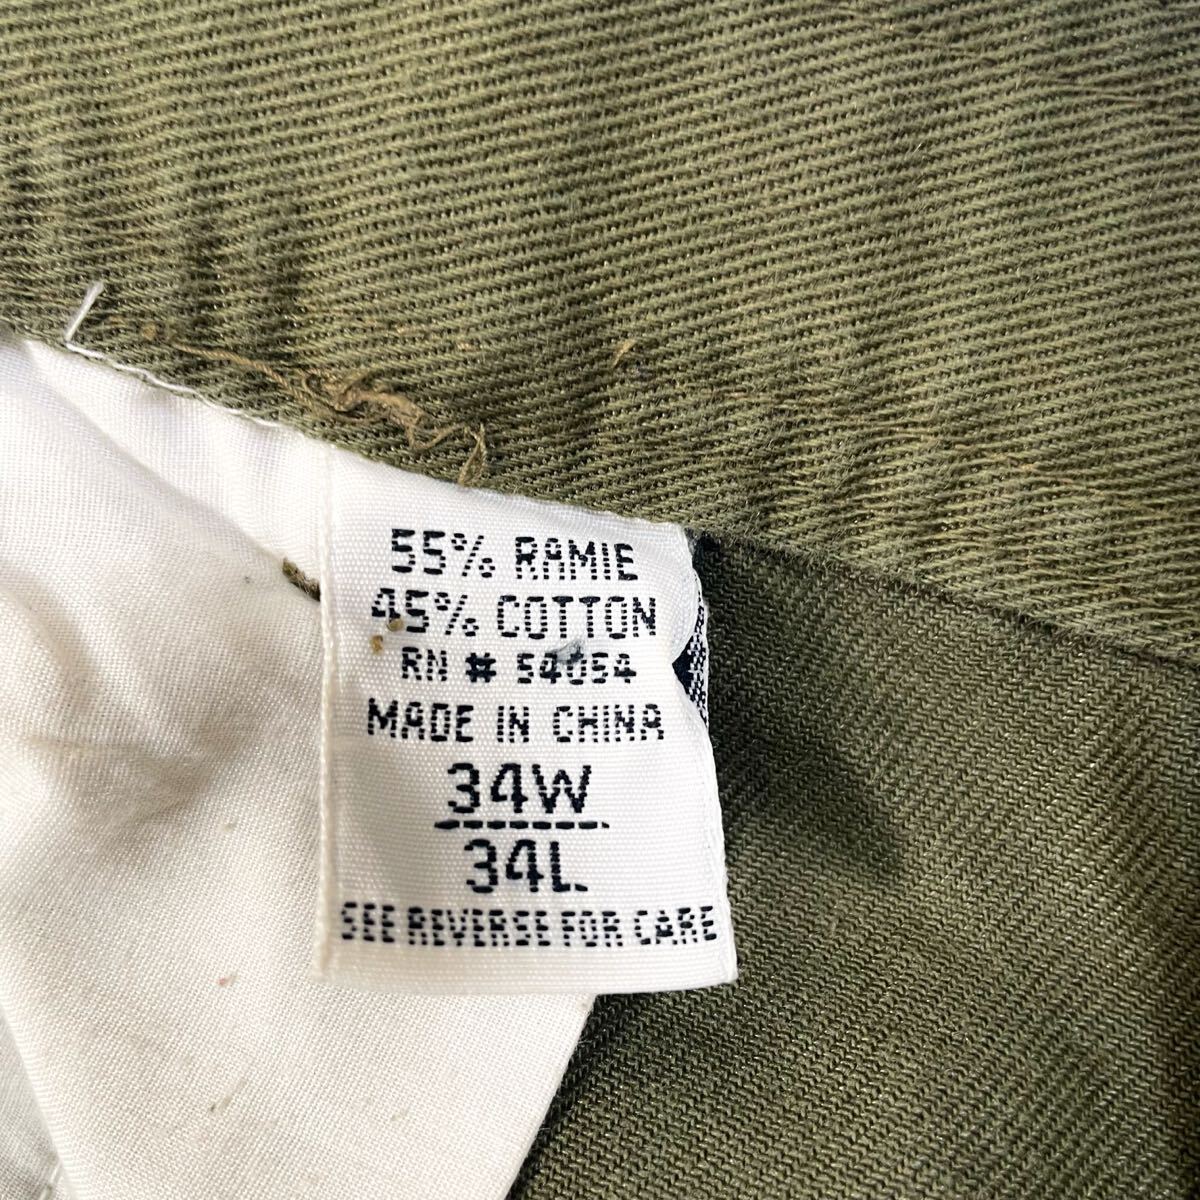 55% RAMIE
45% COTTON
RN # 54054
MADE IN CHINA
34W
34L
SEE REVERSE FOR CARE